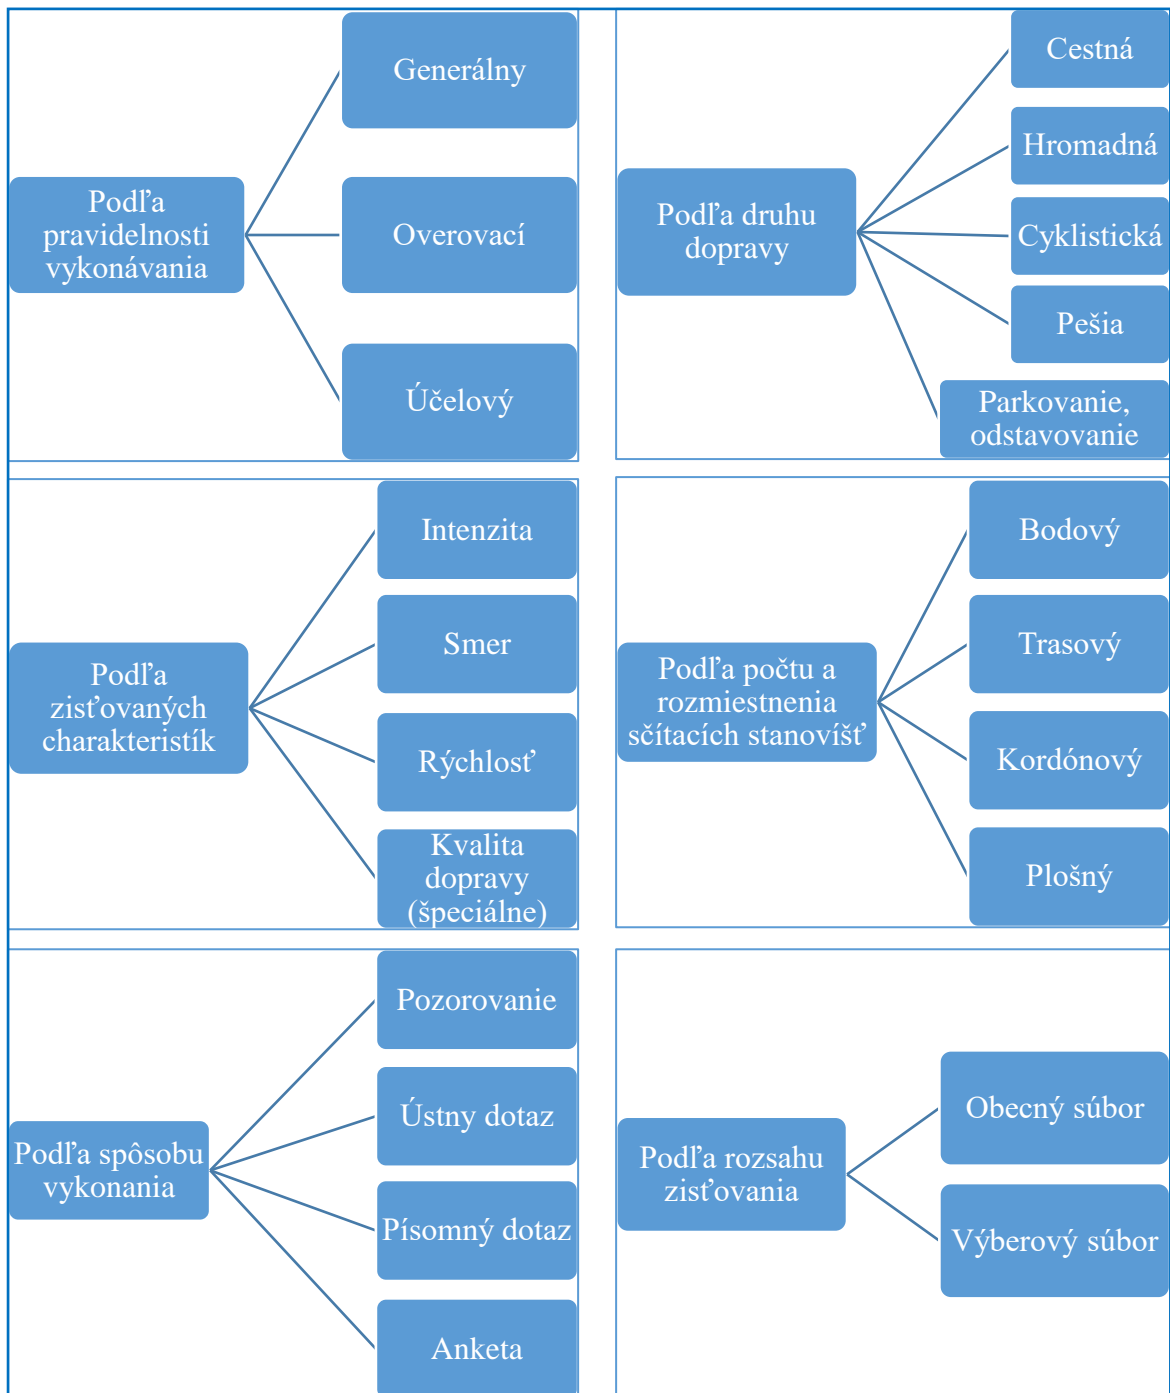 Podľa
pravidelnosti
vykonávania
Generálny
Overovací
Účelový
Podľa druhu
dopravy
Cestná
Hromadná
Cyklistická
Pešia
Parkovanie,
odstavovanie
Podľa
zisťovaných
charakteristík
Intenzita
Smer
Rýchlosť
Kvalita
dopravy
(špeciálne)
Podľa počtu a
rozmiestnenia
sčítacích stanovíšť
Bodový
Trasový
Kordónový
Plošný
Podľa spôsobu
vykonania
Pozorovanie
Ústny dotaz
Písomný dotaz
Anketa
Podľa rozsahu
zisťovania
Obecný súbor
Výberový súbor